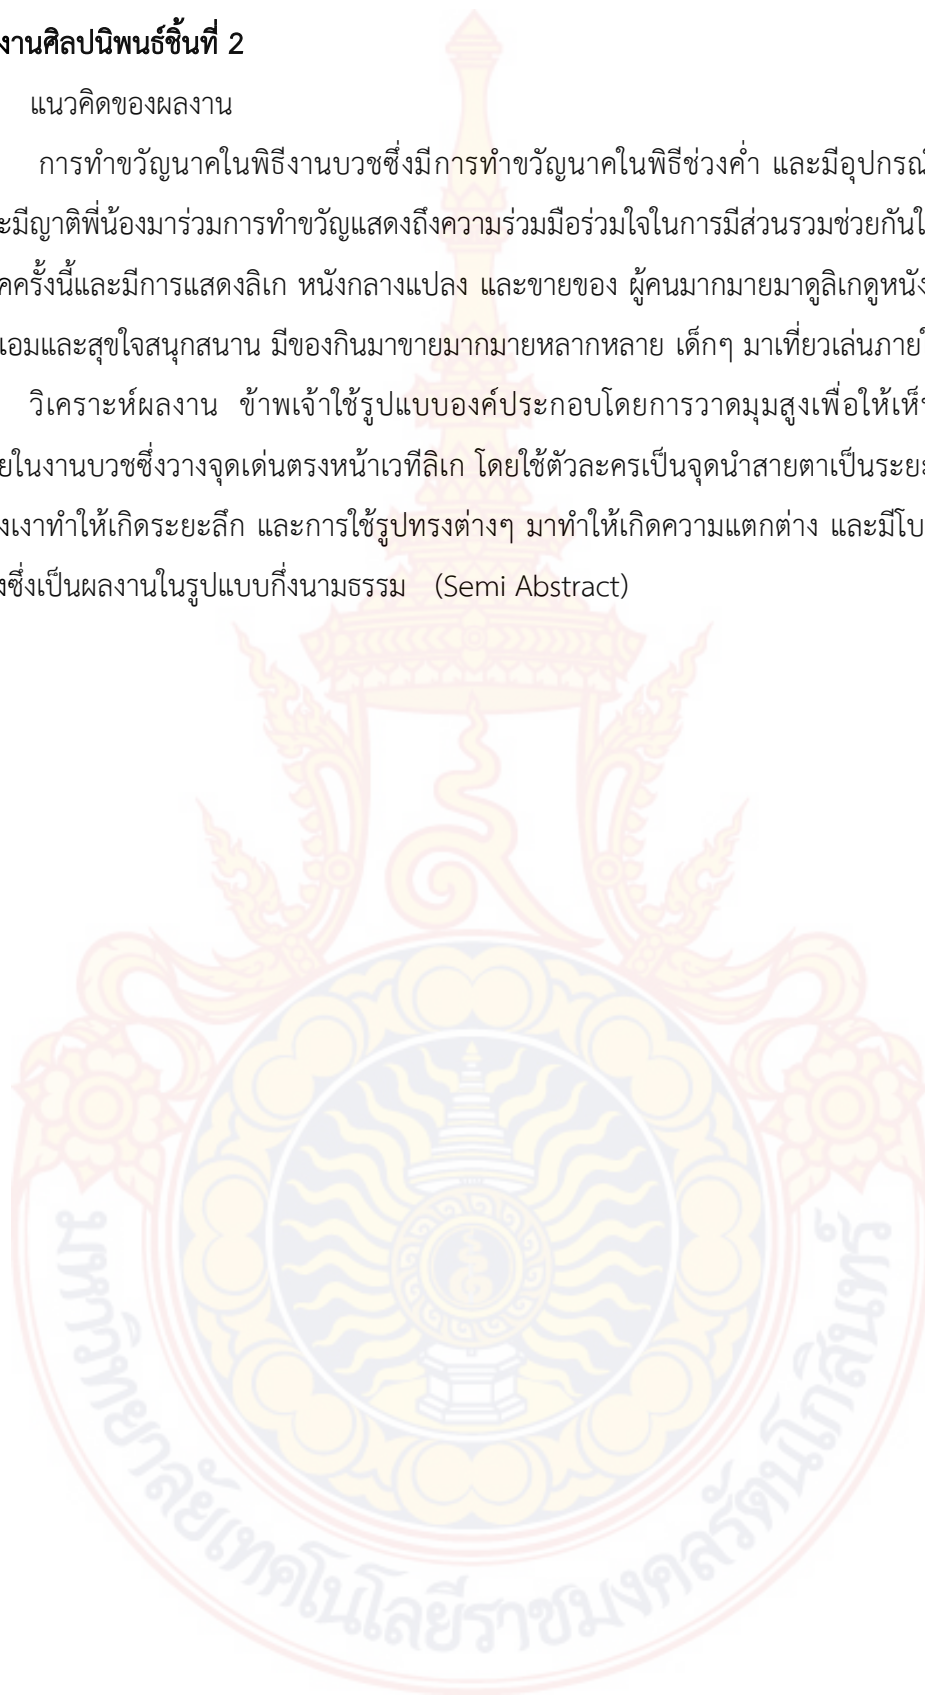 งานศิลปนิพนธ์ชิ้นที่ 2
แนวคิดของผลงาน
การทำขวัญนาคในพิธีงานบวชซึ่งมีการทำขวัญนาคในพิธีช่วงค่ำ และมีอุปกรณ์
ะมีญาติพี่น้องมาร่วมการทำขวัญแสดงถึงความร่วมมือร่วมใจในการมีส่วนรวมช่วยกันใ
คครั้งนี้และมีการแสดงลิเก หนังกลางแปลง และขายของ ผู้คนมากมายมาดูลิเกดูหนัง
แอมและสุขใจสนุกสนาน มีของกินมาขายมากมายหลากหลาย เด็กๆ มาเที่ยวเล่นภายใ
วิเคราะห์ผลงาน ข้าพเจ้าใช้รูปแบบองค์ประกอบโดยการวาดมุมสูงเพื่อให้เห็
ยในงานบวชซึ่งวางจุดเด่นตรงหน้าเวทีลิเก โดยใช้ตัวละครเป็นจุดนำสายตาเป็นระยะ
งเงาทำให้เกิดระยะลึก และการใช้รูปทรงต่างๆ มาทำให้เกิดความแตกต่าง และมีโบ
งซึ่งเป็นผลงานในรูปแบบกึ่งนามธรรม (Semi Abstract)
มหาวิทยาลัยเทคโนโลยีราชมงคลรัตนโกสินทร์